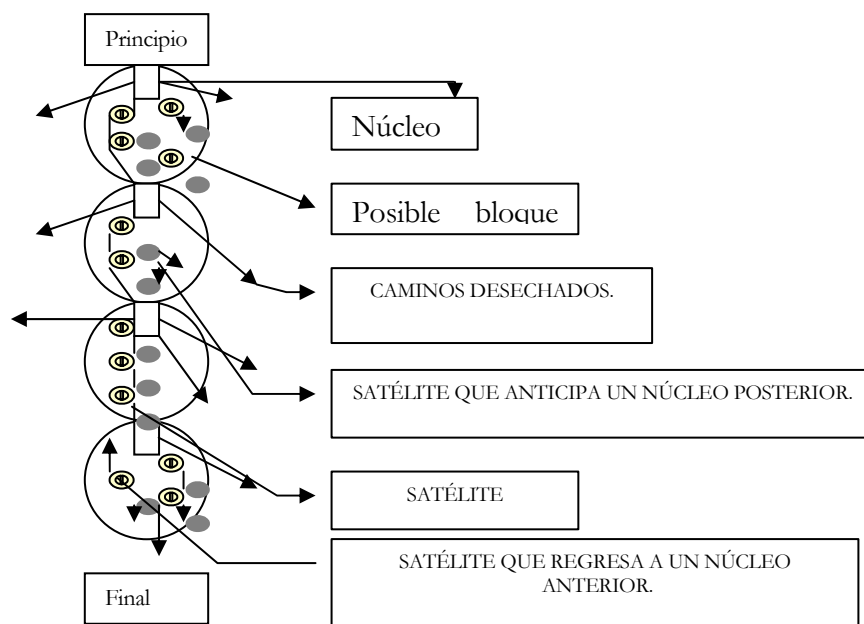 Principio
Núcleo
Posible bloque
CAMINOS DESECHADOS.
SATÉLITE QUE ANTICIPA UN NÚCLEO POSTERIOR.
SATÉLITE
SATÉLITE QUE REGRESA A UN NÚCLEO
ANTERIOR.
Final